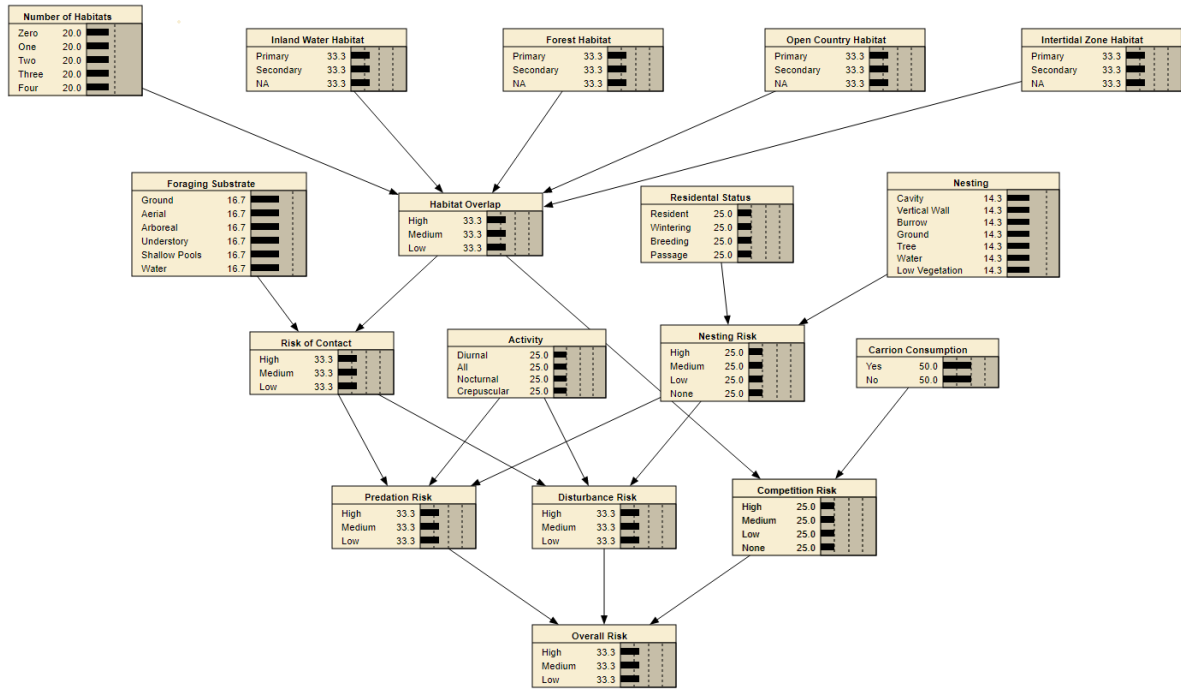 Number of Habitats
Zero 20.0
One 20.0
Two 20.0
Three 20.0
Four 20.0
Inland Water Habitat
Primary 33.3
Secondary 33.3
NA 33.3
Forest Habitat
Primary 33.3
Secondary 33.3
NA 33.3
Open Country Habitat
Primary 33.3
Secondary 33.3
NA 33.3
Intertidal Zone Habitat
Primary 33.3
Secondary 33.3
NA 33.3
Foraging Substrate
Ground 16.7
Aerial 16.7
Arboreal 16.7
Understory 16.7
Shallow Pools 16.7
Water 16.7
Habitat Overlap
High 33.3
Medium 33.3
Low 33.3
Residental Status
Resident 25.0
Wintering 25.0
Breeding 25.0
Passage 25.0
Nesting
Cavity 14.3
Vertical Wall 14.3
Burrow 14.3
Ground 14.3
Tree 14.3
Water 14.3
Low Vegetation 14.3
Risk of Contact
High 33.3
Medium 33.3
Low 33.3
Activity
Diurnal 25.0
All 25.0
Nocturnal 25.0
Crepuscular 25.0
Nesting Risk
High 25.0
Medium 25.0
Low 25.0
None 25.0
Carrion Consumption
Yes 50.0
No 50.0
Predation Risk
High 33.3
Medium 33.3
Low 33.3
Disturbance Risk
High 33.3
Medium 33.3
Low 33.3
Competition Risk
High 25.0
Medium 25.0
Low 25.0
None 25.0
Overall Risk
High 33.3
Medium 33.3
Low 33.3